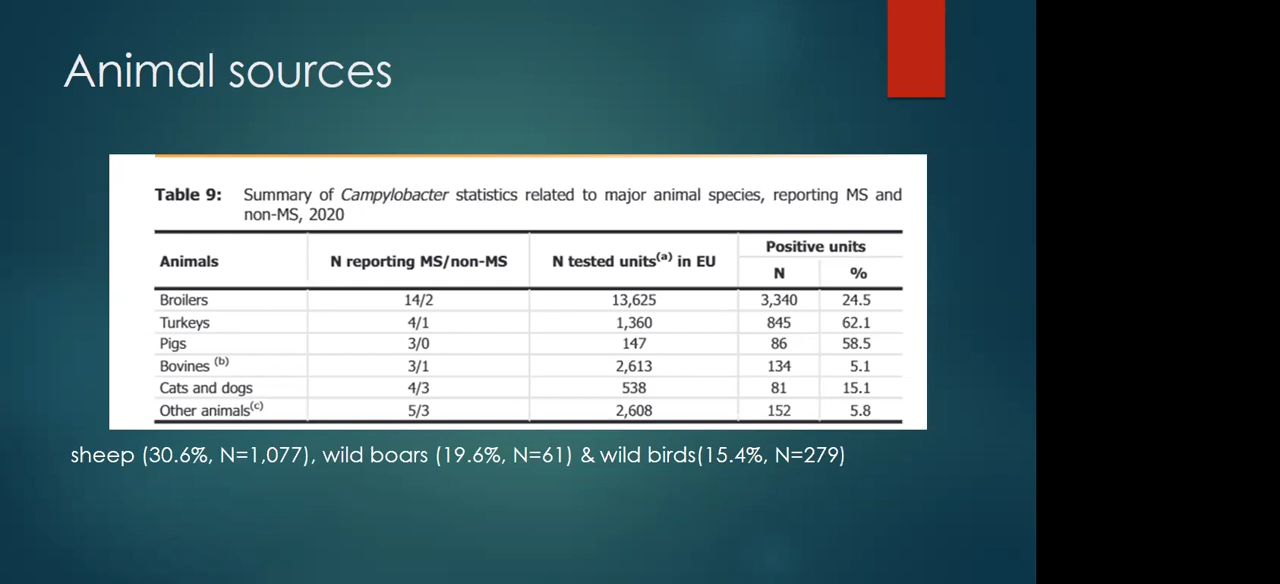 Animal sources
Table 9: Summary of Campylobacter statistics related to major animal species, reporting MS and
non-MS, 2020
Animals N reporting MS/non-MS N tested units(a) in EU Positive units
N %
Broilers 14/2 13,625 3,340 24.5
Turkeys 4/1 1,360 845 62.1
Pigs 3/0 147 86 58.5
Bovines (b) 3/1 2,613 134 5.1
Cats and dogs 4/3 538 81 15.1
Other animals(c) 5/3 2,608 152 5.8
sheep (30.6%, N=1,077), wild boars (19.6%, N=61) & wild birds(15.4%, N=279)